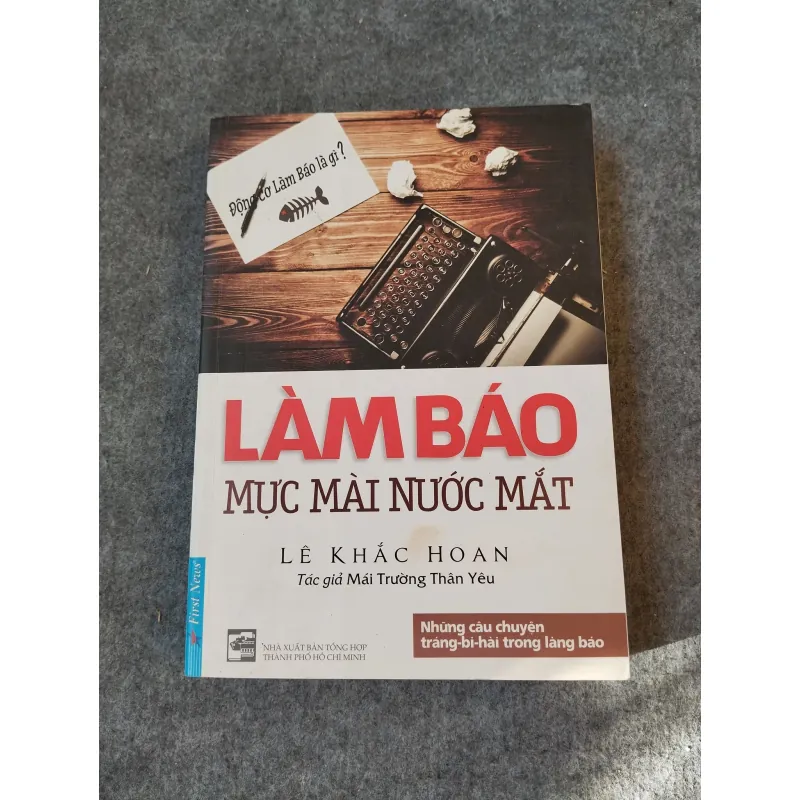 Động cơ Làm Báo là gì?
LÀM BÁO
MỰC MÀI NƯỚC MẮT
LÊ KHẮC HOAN
Tác giả Mái Trường Thân Yêu
First News
NHÀ XUẤT BẢN TỔNG HỢP
THÀNH PHỐ HỒ CHÍ MINH
Những câu chuyện
tráng-bi-hài trong làng báo